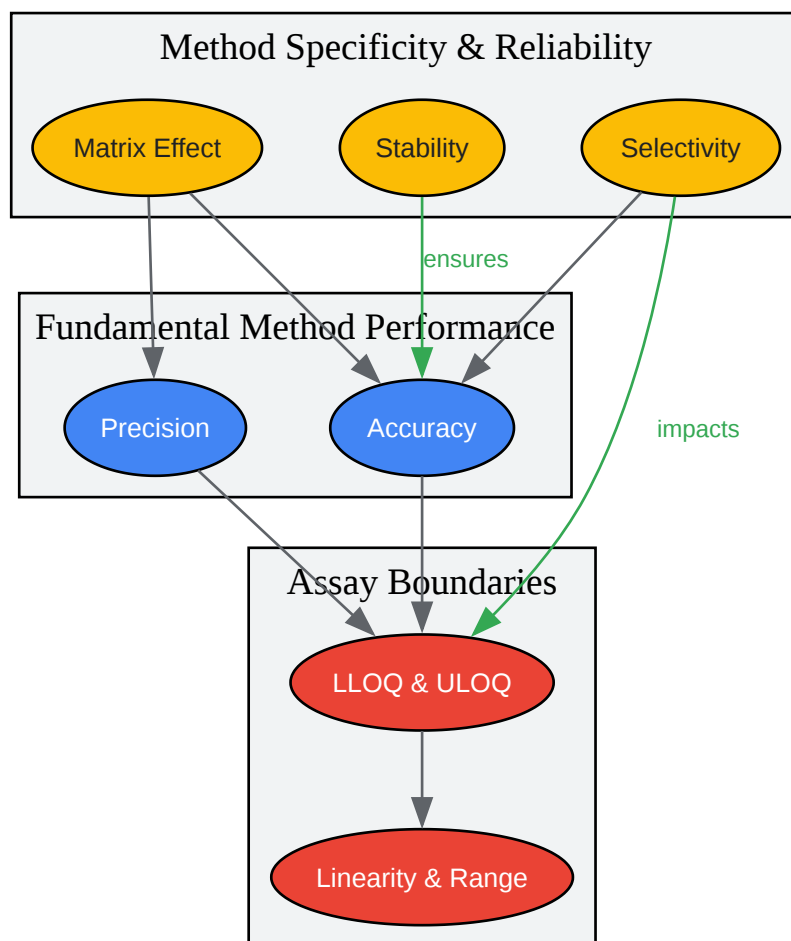 Method Specificity & Reliability
Matrix Effect
Stability
Selectivity
ensures
Fundamental Method Performance
Precision
Accuracy
impacts
Assay Boundaries
LLOQ & ULOQ
Linearity & Range